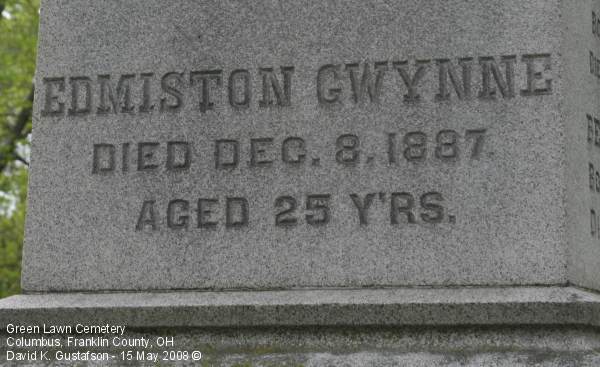 EDMISTON GWYNNE
DIED DEC. 8. 1887.
AGED 25 Y'RS.
Green Lawn Cemetery
Columbus, Franklin County, OH
David K. Gustafson - 15 May 2008 ©